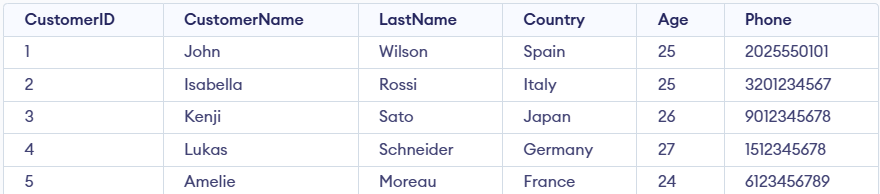 CustomerID CustomerName LastName Country Age Phone
1 John Wilson Spain 25 2025550101
2 Isabella Rossi Italy 25 3201234567
3 Kenji Sato Japan 26 9012345678
4 Lukas Schneider Germany 27 1512345678
5 Amelie Moreau France 24 6123456789